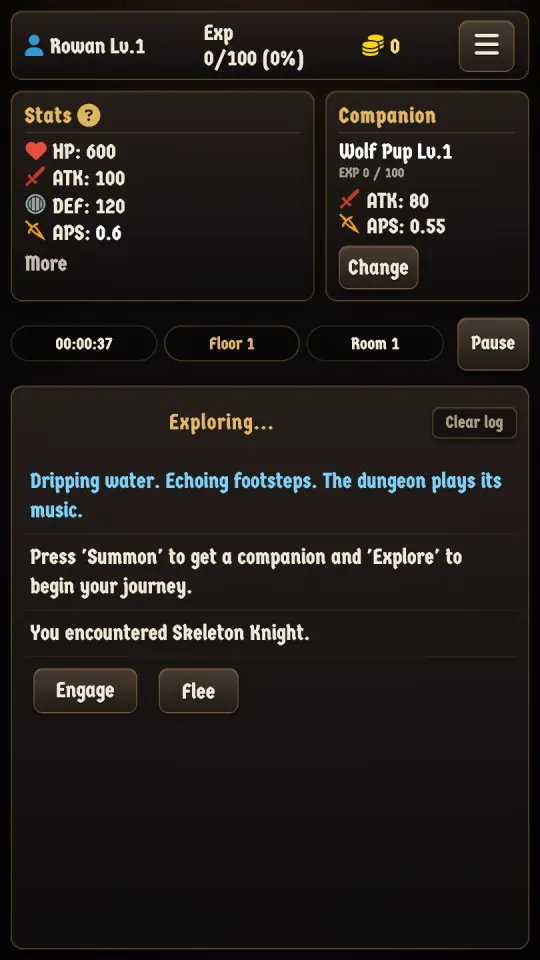 Rowan Lv.1
Exp
0/100 (0%)
0
Stats ?
HP: 600
ATK: 100
DEF: 120
APS: 0.6
More
Companion
Wolf Pup Lv.1
EXP 0 / 100
ATK: 80
APS: 0.55
Change
00:00:37
Floor 1
Room 1
Pause
Exploring...
Clear log
Dripping water. Echoing footsteps. The dungeon plays its
music.
Press 'Summon' to get a companion and 'Explore' to
begin your journey.
You encountered Skeleton Knight.
Engage
Flee